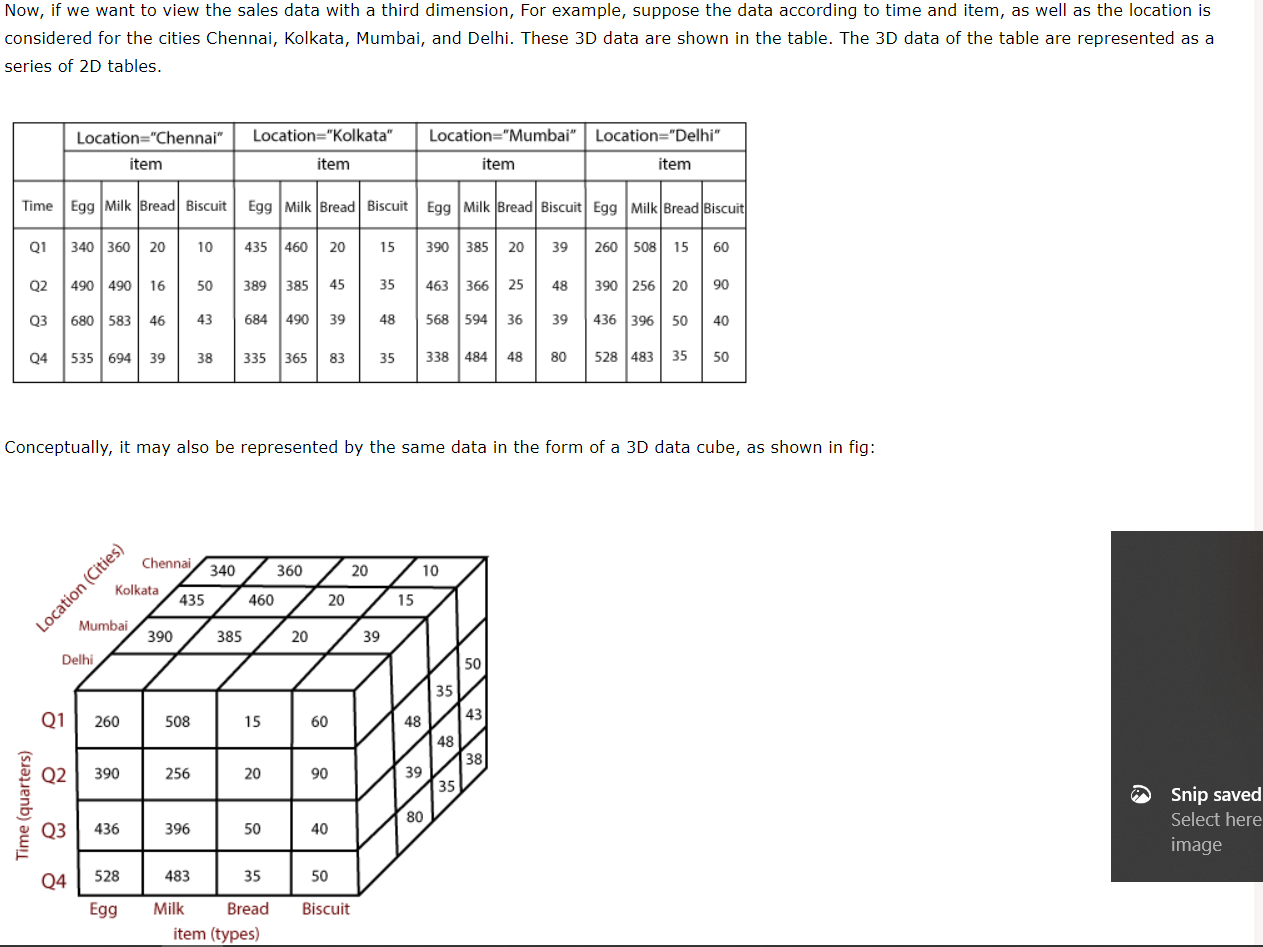 Now, if we want to view the sales data with a third dimension, For example, suppose the data according to time and item, as well as the location is
considered for the cities Chennai, Kolkata, Mumbai, and Delhi. These 3D data are shown in the table. The 3D data of the table are represented as a
series of 2D tables.
Location="Chennai" Location="Kolkata" Location="Mumbai" Location="Delhi"
item item item item
Time Egg Milk Bread Biscuit Egg Milk Bread Biscuit Egg Milk Bread Biscuit Egg Milk Bread Biscuit
Q1 340 360 20 10 435 460 20 15 390 385 20 39 260 508 15 60
Q2 490 490 16 50 389 385 45 35 463 366 25 48 390 256 20 90
Q3 680 583 46 43 684 490 39 48 568 594 36 39 436 396 50 40
Q4 535 694 39 38 335 365 83 35 338 484 48 80 528 483 35 50
Conceptually, it may also be represented by the same data in the form of a 3D data cube, as shown in fig:
Location (Cities)
Chennai 340 360 20 10
Kolkata 435 460 20 15
Mumbai 390 385 20 39
Delhi
50
35
43
48
48
38
39
35
80
Time (quarters)
Q1 260 508 15 60
Q2 390 256 20 90
Q3 436 396 50 40
Q4 528 483 35 50
Egg Milk Bread Biscuit
item (types)
Snip saved
Select here
image